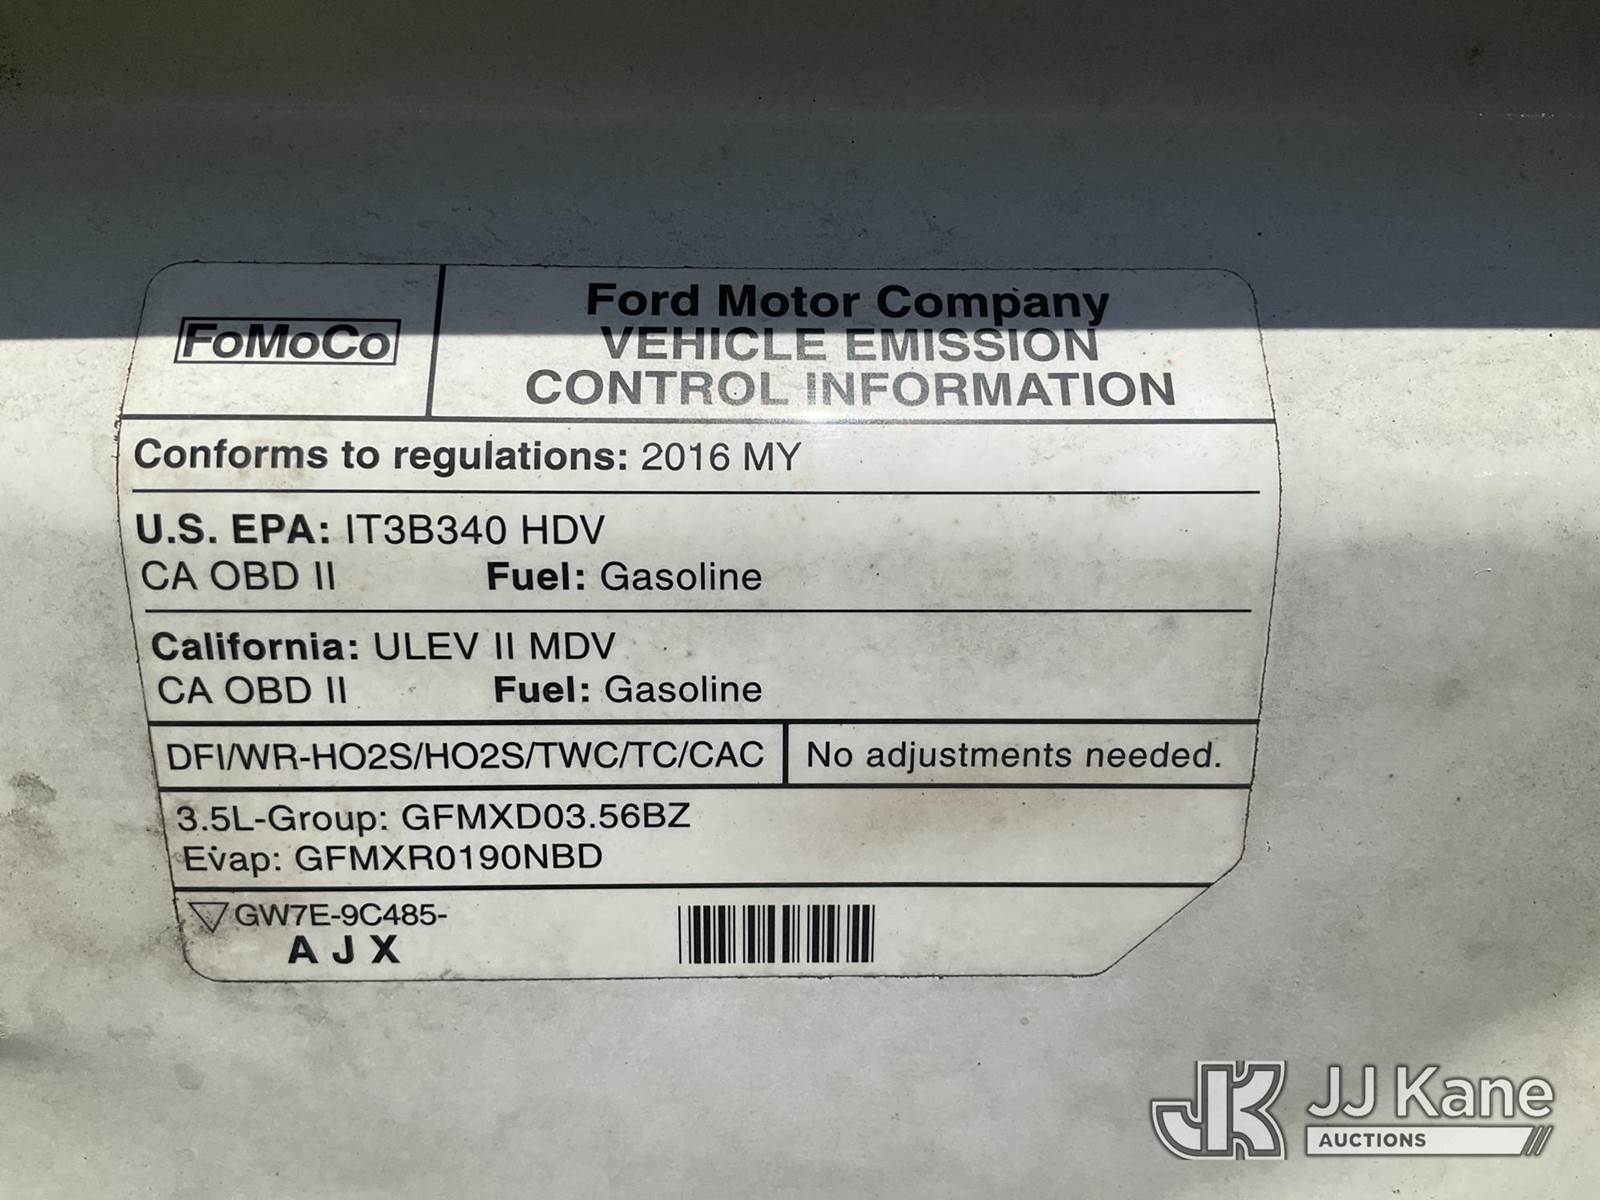 FoMoCo
Ford Motor Company
VEHICLE EMISSION
CONTROL INFORMATION
Conforms to regulations: 2016 MY
U.S. EPA: IT3B340 HDV
CA OBD II Fuel: Gasoline
California: ULEV II MDV
CA OBD II Fuel: Gasoline
DFI/WR-HO2S/HO2S/TWC/TC/CAC No adjustments needed.
3.5L-Group: GFMXD03.56BZ
Evap: GFMXR0190NBD
GW7E-9C485-
A J X
JK JJ Kane
AUCTIONS